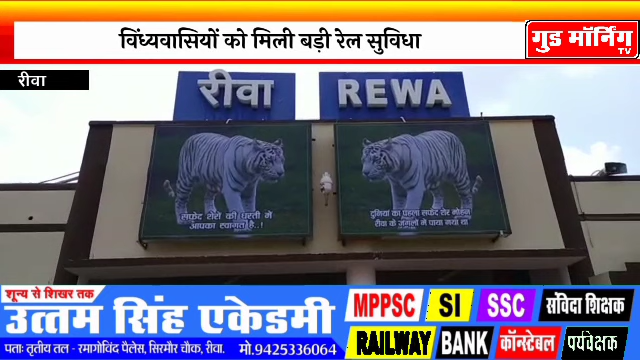 विंध्यवासियों को मिली बड़ी रेल सुविधा
गुड मॉर्निंग
TV
रीवा
रीवा REWA
सफेद शेरों की धरती में
आपका स्वागत है..!
दुनियां का पहला सफेद शेर मोहन
रीवा के जंगलों में पाया गया था
शून्य से शिखर तक
उत्तम सिंह एकेडमी
पताः तृतीय तल - रमागोविंद पैलेस, सिरमौर चौक, रीवा. मो.9425336064
MPPSC SI SSC संविदा शिक्षक
RAILWAY BANK कॉन्स्टेबल पर्यवेक्षक